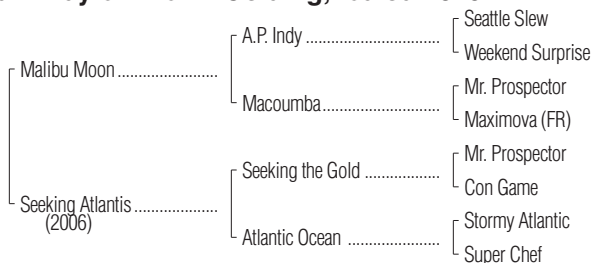 Seattle Slew
A.P. Indy ..............................
Weekend Surprise
Malibu Moon .......................
Mr. Prospector
Macoumba ..........................
Maximova (FR)
Mr. Prospector
Seeking the Gold .................
Con Game
Seeking Atlantis ...................
(2006)
Stormy Atlantic
Atlantic Ocean .....................
Super Chef